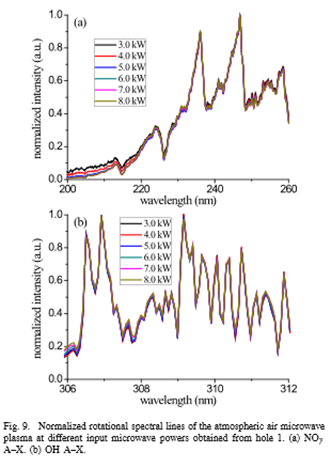 (a)
3.0 kW
4.0 kW
5.0 kW
6.0 kW
7.0 kW
8.0 kW
normalized intensity (a.u.)
1.0
0.8
0.6
0.4
0.2
0.0
200 210 220 230 240 250 260
wavelength (nm)
(b)
3.0 kW
4.0 kW
5.0 kW
6.0 kW
7.0 kW
8.0 kW
normalized intensity (a.u.)
1.0
0.8
0.6
0.4
0.2
0.0
306 308 310 312
wavelength (nm)
Fig. 9. Normalized rotational spectral lines of the atmospheric air microwave
plasma at different input microwave powers obtained from hole 1. (a) NOγ
A–X. (b) OH A–X.